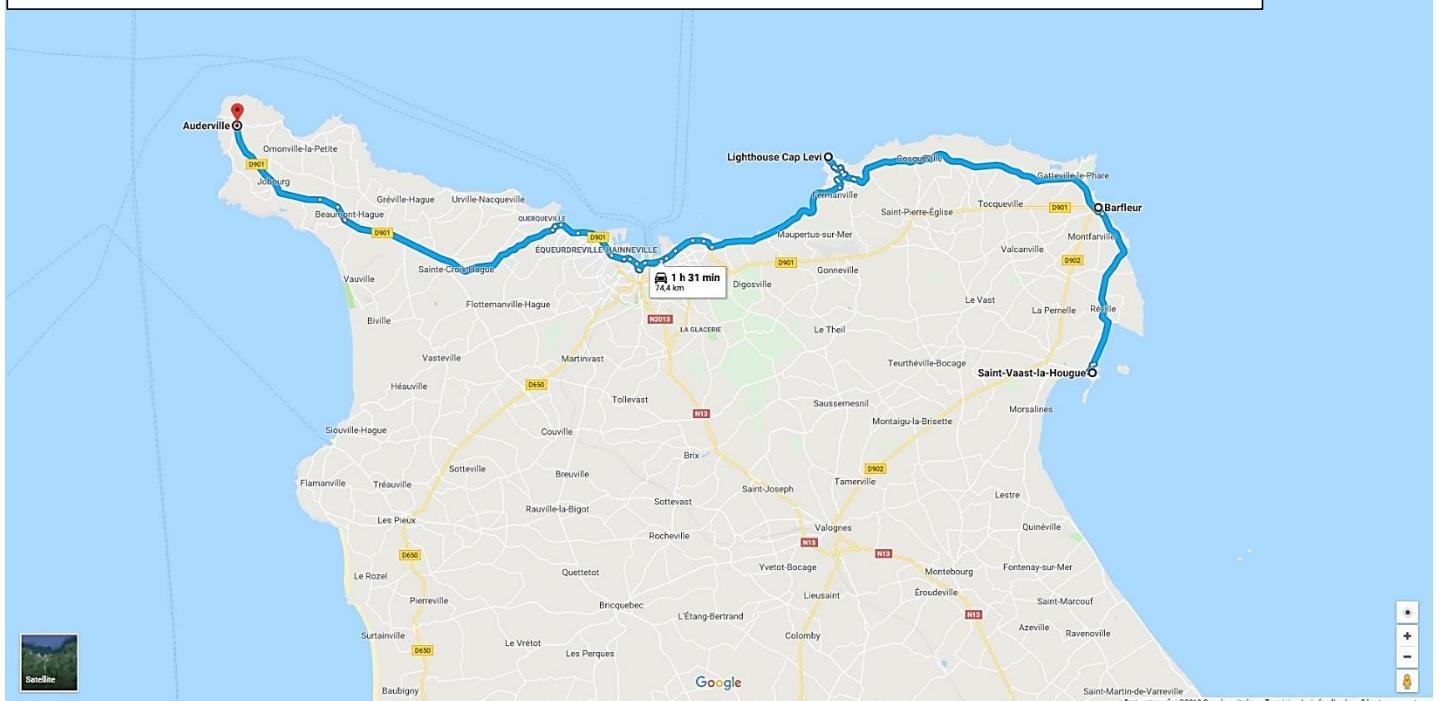 Auderville
Omonville-la-Petite
D901
Jobourg
Gréville-Hague
Urville-Nacqueville
Beaumont-Hague
QUERQUEVILLE
D901
D901
ÉQUEURDREVILLE-HAINNEVILLE
Vauville
Sainte-Croix-Hague
Flottemanville-Hague
Biville
Lighthouse Cap Levi
Cosqueville
Gatteville-le-Phare
Fermanville
Saint-Pierre-Église
Tocqueville
D901
Barfleur
Maupertus-sur-Mer
Montfarville
Valcanville
D902
D901
Gonneville
1 h 31 min
74,4 km
Digosville
Le Vast
La Pernelle
Réville
N2013
LA GLACERIE
Le Theil
Vasteville
Martinvast
Teurthéville-Bocage
Saint-Vaast-la-Hougue
Héauville
D650
Tollevast
Saussemesnil
Morsalines
N13
Montaigu-la-Brisette
Siouville-Hague
Couville
Brix
Sotteville
Breuville
D902
Flamanville
Tréauville
Saint-Joseph
Tamerville
Lestre
Rauville-la-Bigot
Sottevast
Les Pieux
Valognes
Quinéville
Rocheville
D650
N13
N13
Le Rozel
Quettetot
Yvetot-Bocage
Montebourg
Fontenay-sur-Mer
Pierreville
Bricquebec
Lieusaint
Éroudeville
Saint-Marcouf
L'Étang-Bertrand
N13
Surtainville
Le Vrétot
Colomby
Azeville
Ravenoville
D650
Les Perques
Satellite
Google
Baubigny
Saint-Martin-de-Varreville